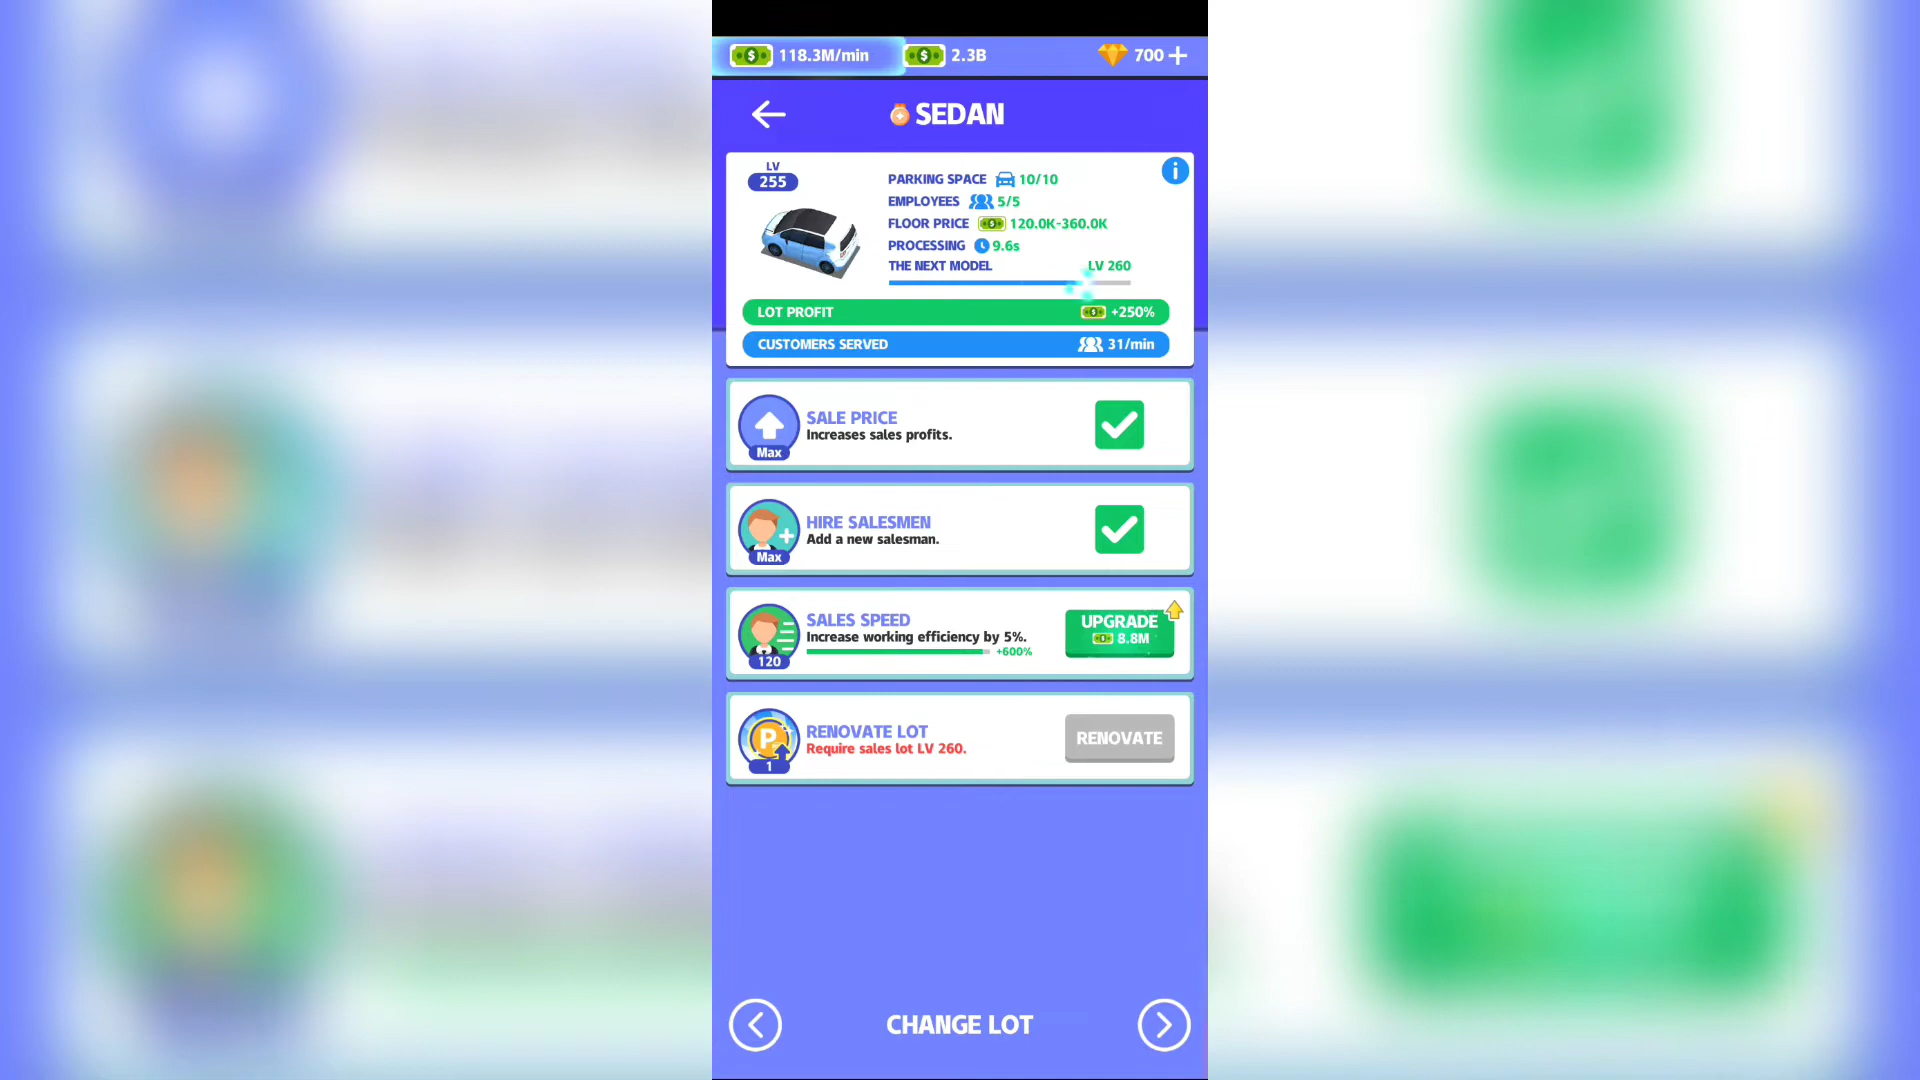 118.3M/min 2.3B 700
SEDAN
LV
255
PARKING SPACE 10/10
EMPLOYEES 5/5
FLOOR PRICE 120.0K-360.0K
PROCESSING 9.6s
THE NEXT MODEL LV 260
LOT PROFIT +250%
CUSTOMERS SERVED 31/min
SALE PRICE
Increases sales profits.
Max
HIRE SALESMEN
Add a new salesman.
Max
SALES SPEED
Increase working efficiency by 5%.
+600%
120
UPGRADE
8.8M
RENOVATE LOT
Require sales lot LV 260.
P
1
RENOVATE
CHANGE LOT